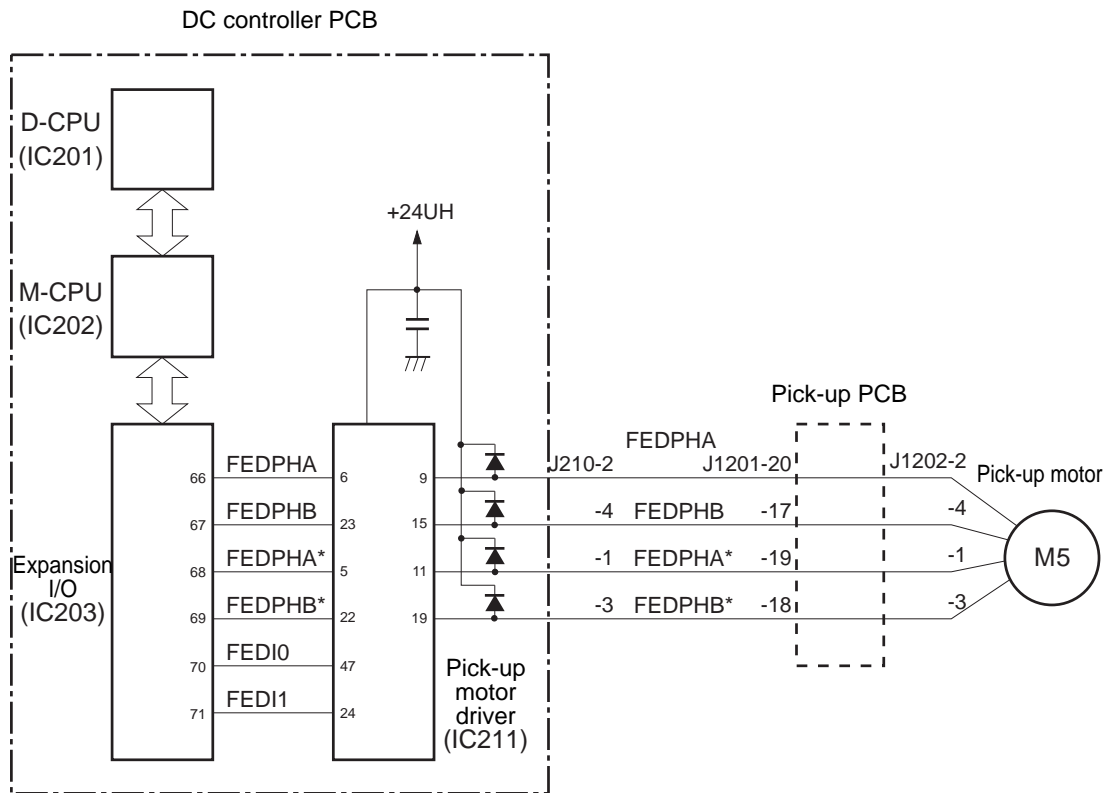 DC controller PCB
D-CPU
(IC201)
+24UH
M-CPU
(IC202)
Pick-up PCB
FEDPHA
J210-2 J1201-20 J1202-2
Pick-up motor
66 FEDPHA 6 9
67 FEDPHB 23 15 -4 FEDPHB -17 -4
68 FEDPHA* 5 11 -1 FEDPHA* -19 -1
M5
Expansion
I/O
(IC203)
69 FEDPHB* 22 19 -3 FEDPHB* -18 -3
70 FEDI0 47
71 FEDI1 24
Pick-up
motor
driver
(IC211)